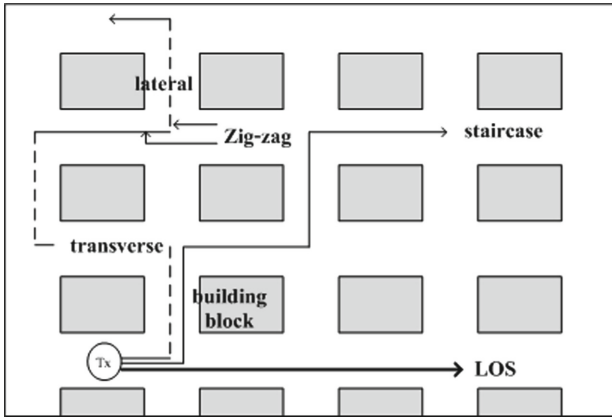 lateral
Zig-zag
staircase
transverse
building
block
Tx
LOS